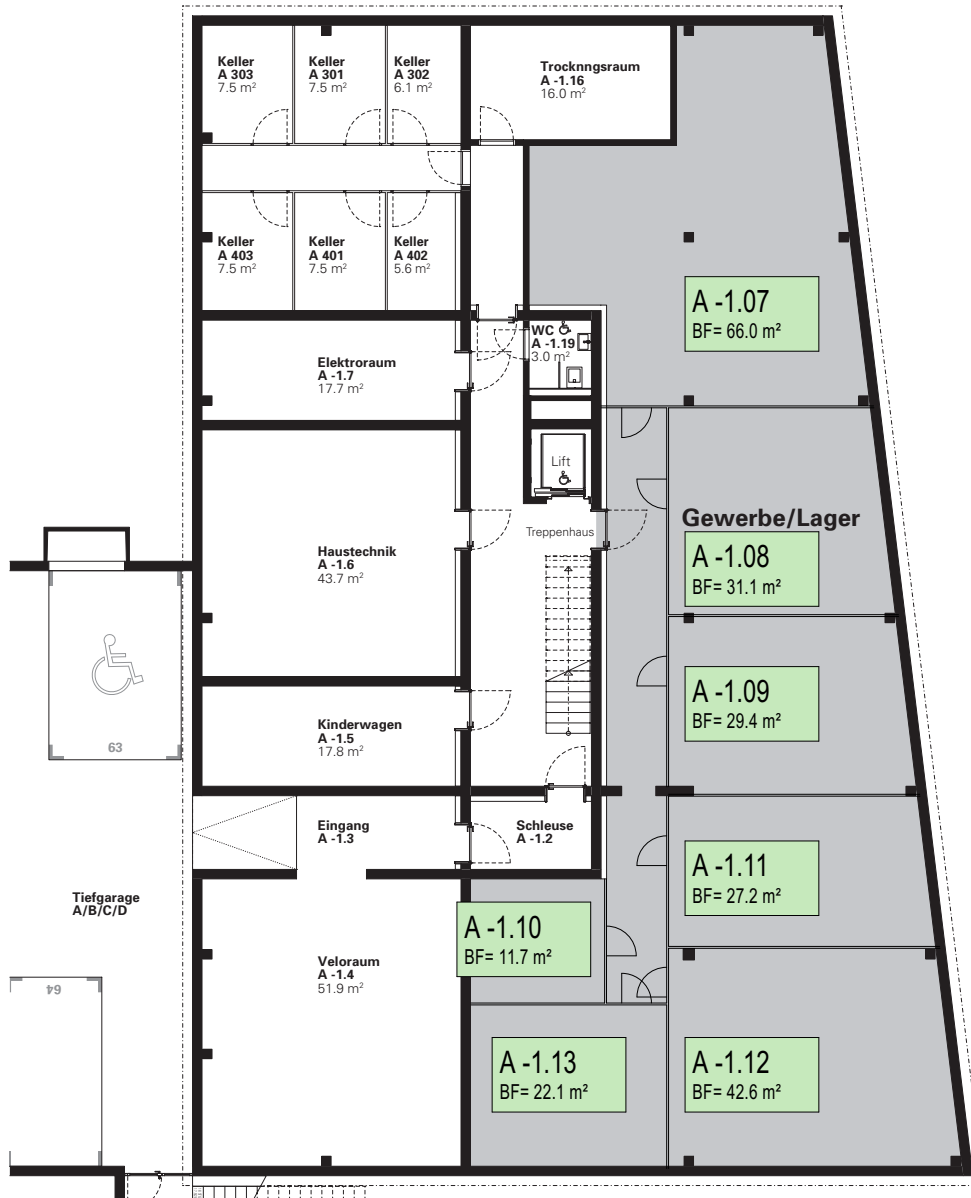 Keller
A 303
7.5 m²
Keller
A 301
7.5 m²
Keller
A 302
6.1 m²
Trocknngsraum
A -1.16
16.0 m²
Keller
A 403
7.5 m²
Keller
A 401
7.5 m²
Keller
A 402
5.6 m²
A -1.07
BF= 66.0 m²
WC
A -1.19
3.0 m²
Elektroraum
A -1.7
17.7 m²
Lift
Treppenhaus
Gewerbe/Lager
A -1.08
BF= 31.1 m²
Haustechnik
A -1.6
43.7 m²
A -1.09
BF= 29.4 m²
Kinderwagen
A -1.5
17.8 m²
63
Eingang
A -1.3
Schleuse
A -1.2
A -1.11
BF= 27.2 m²
Tiefgarage
A/B/C/D
A -1.10
BF= 11.7 m²
Veloraum
A -1.4
51.9 m²
64
A -1.13
BF= 22.1 m²
A -1.12
BF= 42.6 m²